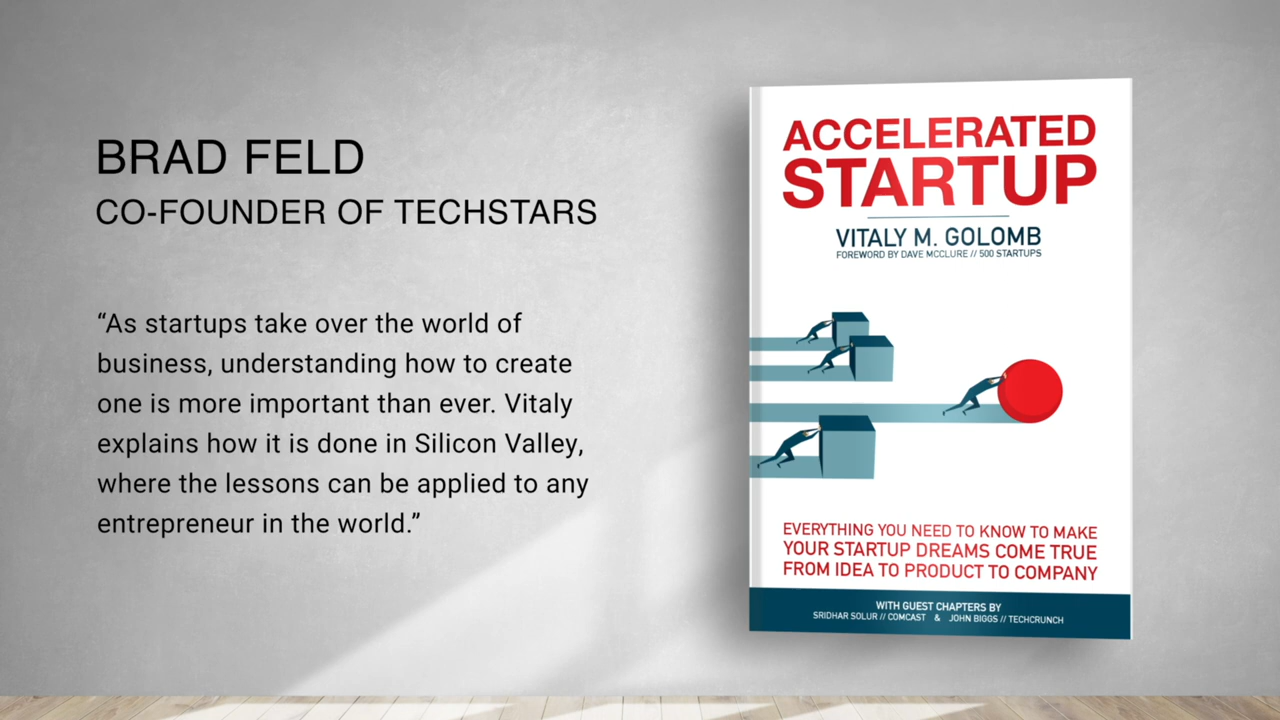 BRAD FELD
CO-FOUNDER OF TECHSTARS
“As startups take over the world of
business, understanding how to create
one is more important than ever. Vitaly
explains how it is done in Silicon Valley,
where the lessons can be applied to any
entrepreneur in the world.”
ACCELERATED
STARTUP
VITALY M. GOLOMB
FOREWORD BY DAVE MCCLURE // 500 STARTUPS
EVERYTHING YOU NEED TO KNOW TO MAKE
YOUR STARTUP DREAMS COME TRUE
FROM IDEA TO PRODUCT TO COMPANY
WITH GUEST CHAPTERS BY
SRIDHAR SOLUR // COMCAST & JOHN BIGGS // TECHCRUNCH